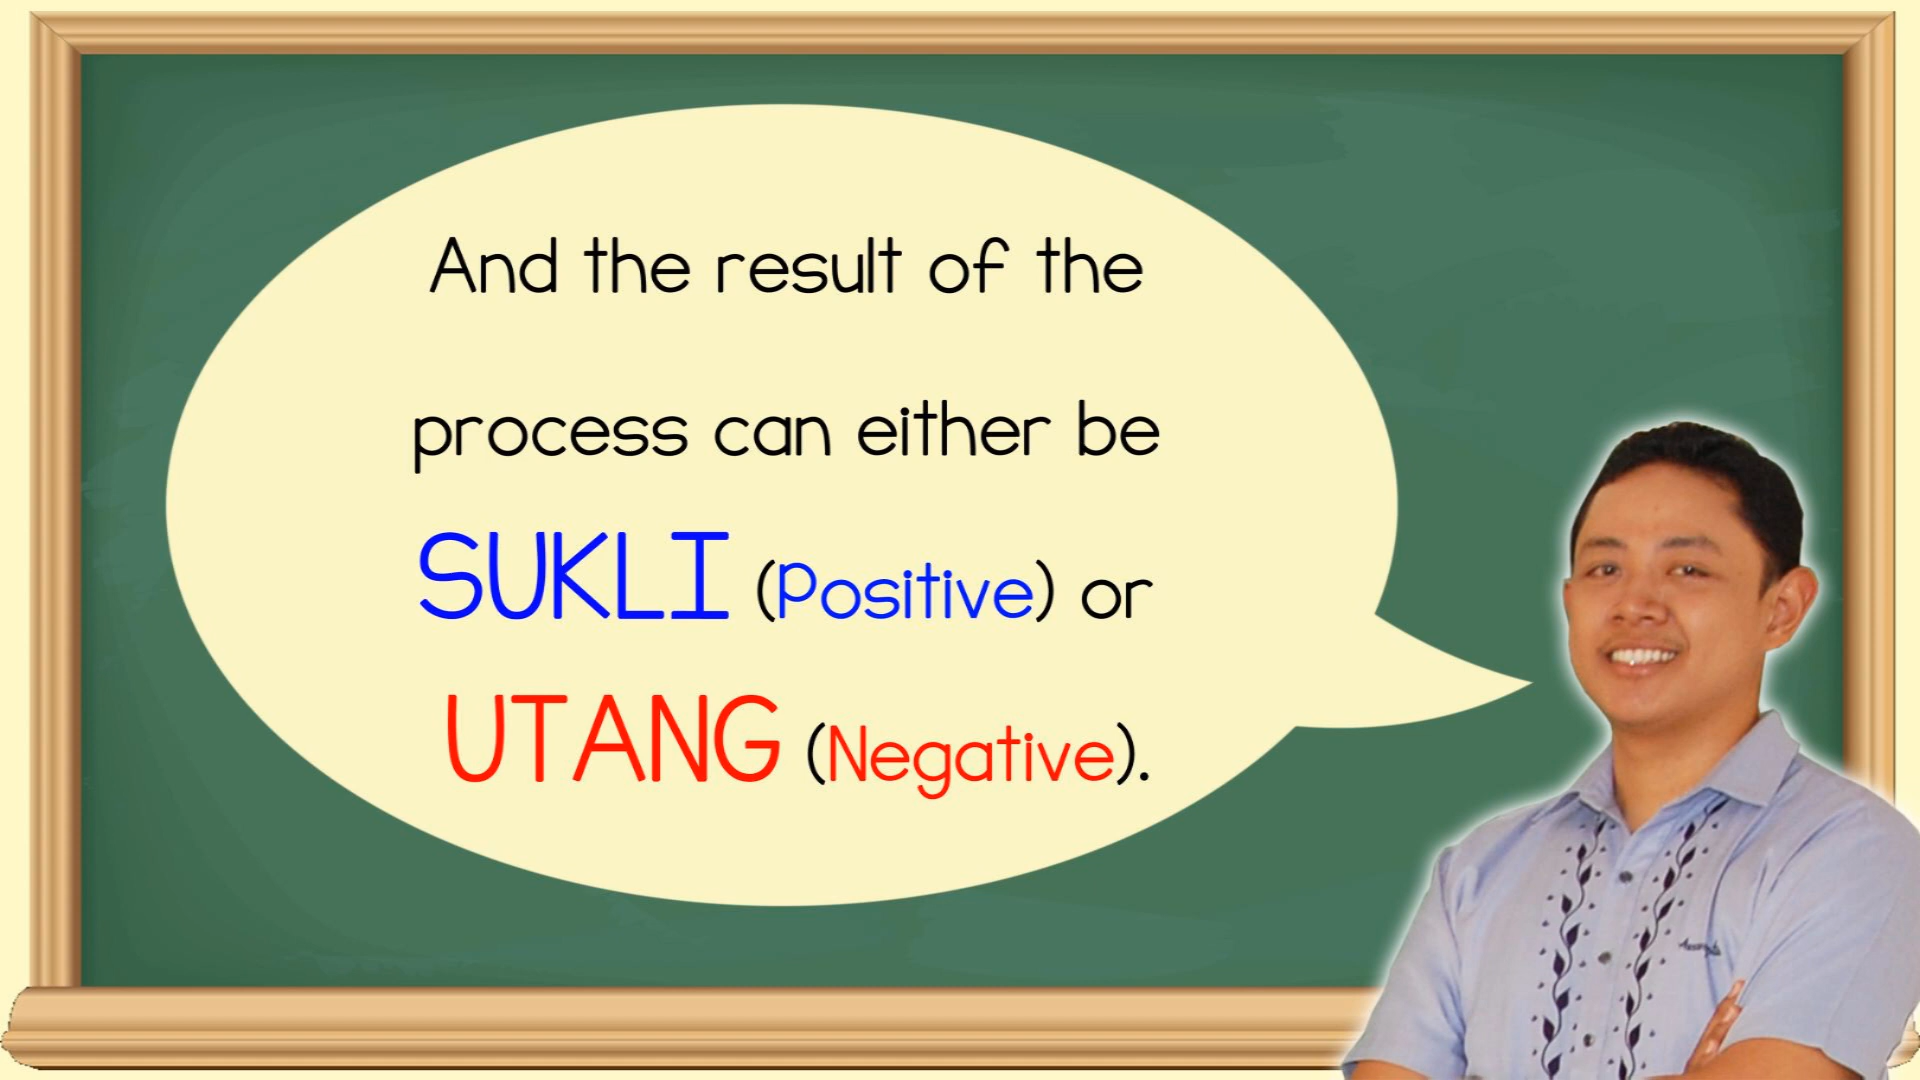 And the result of the
process can either be
SUKLI (Positive) or
UTANG (Negative).